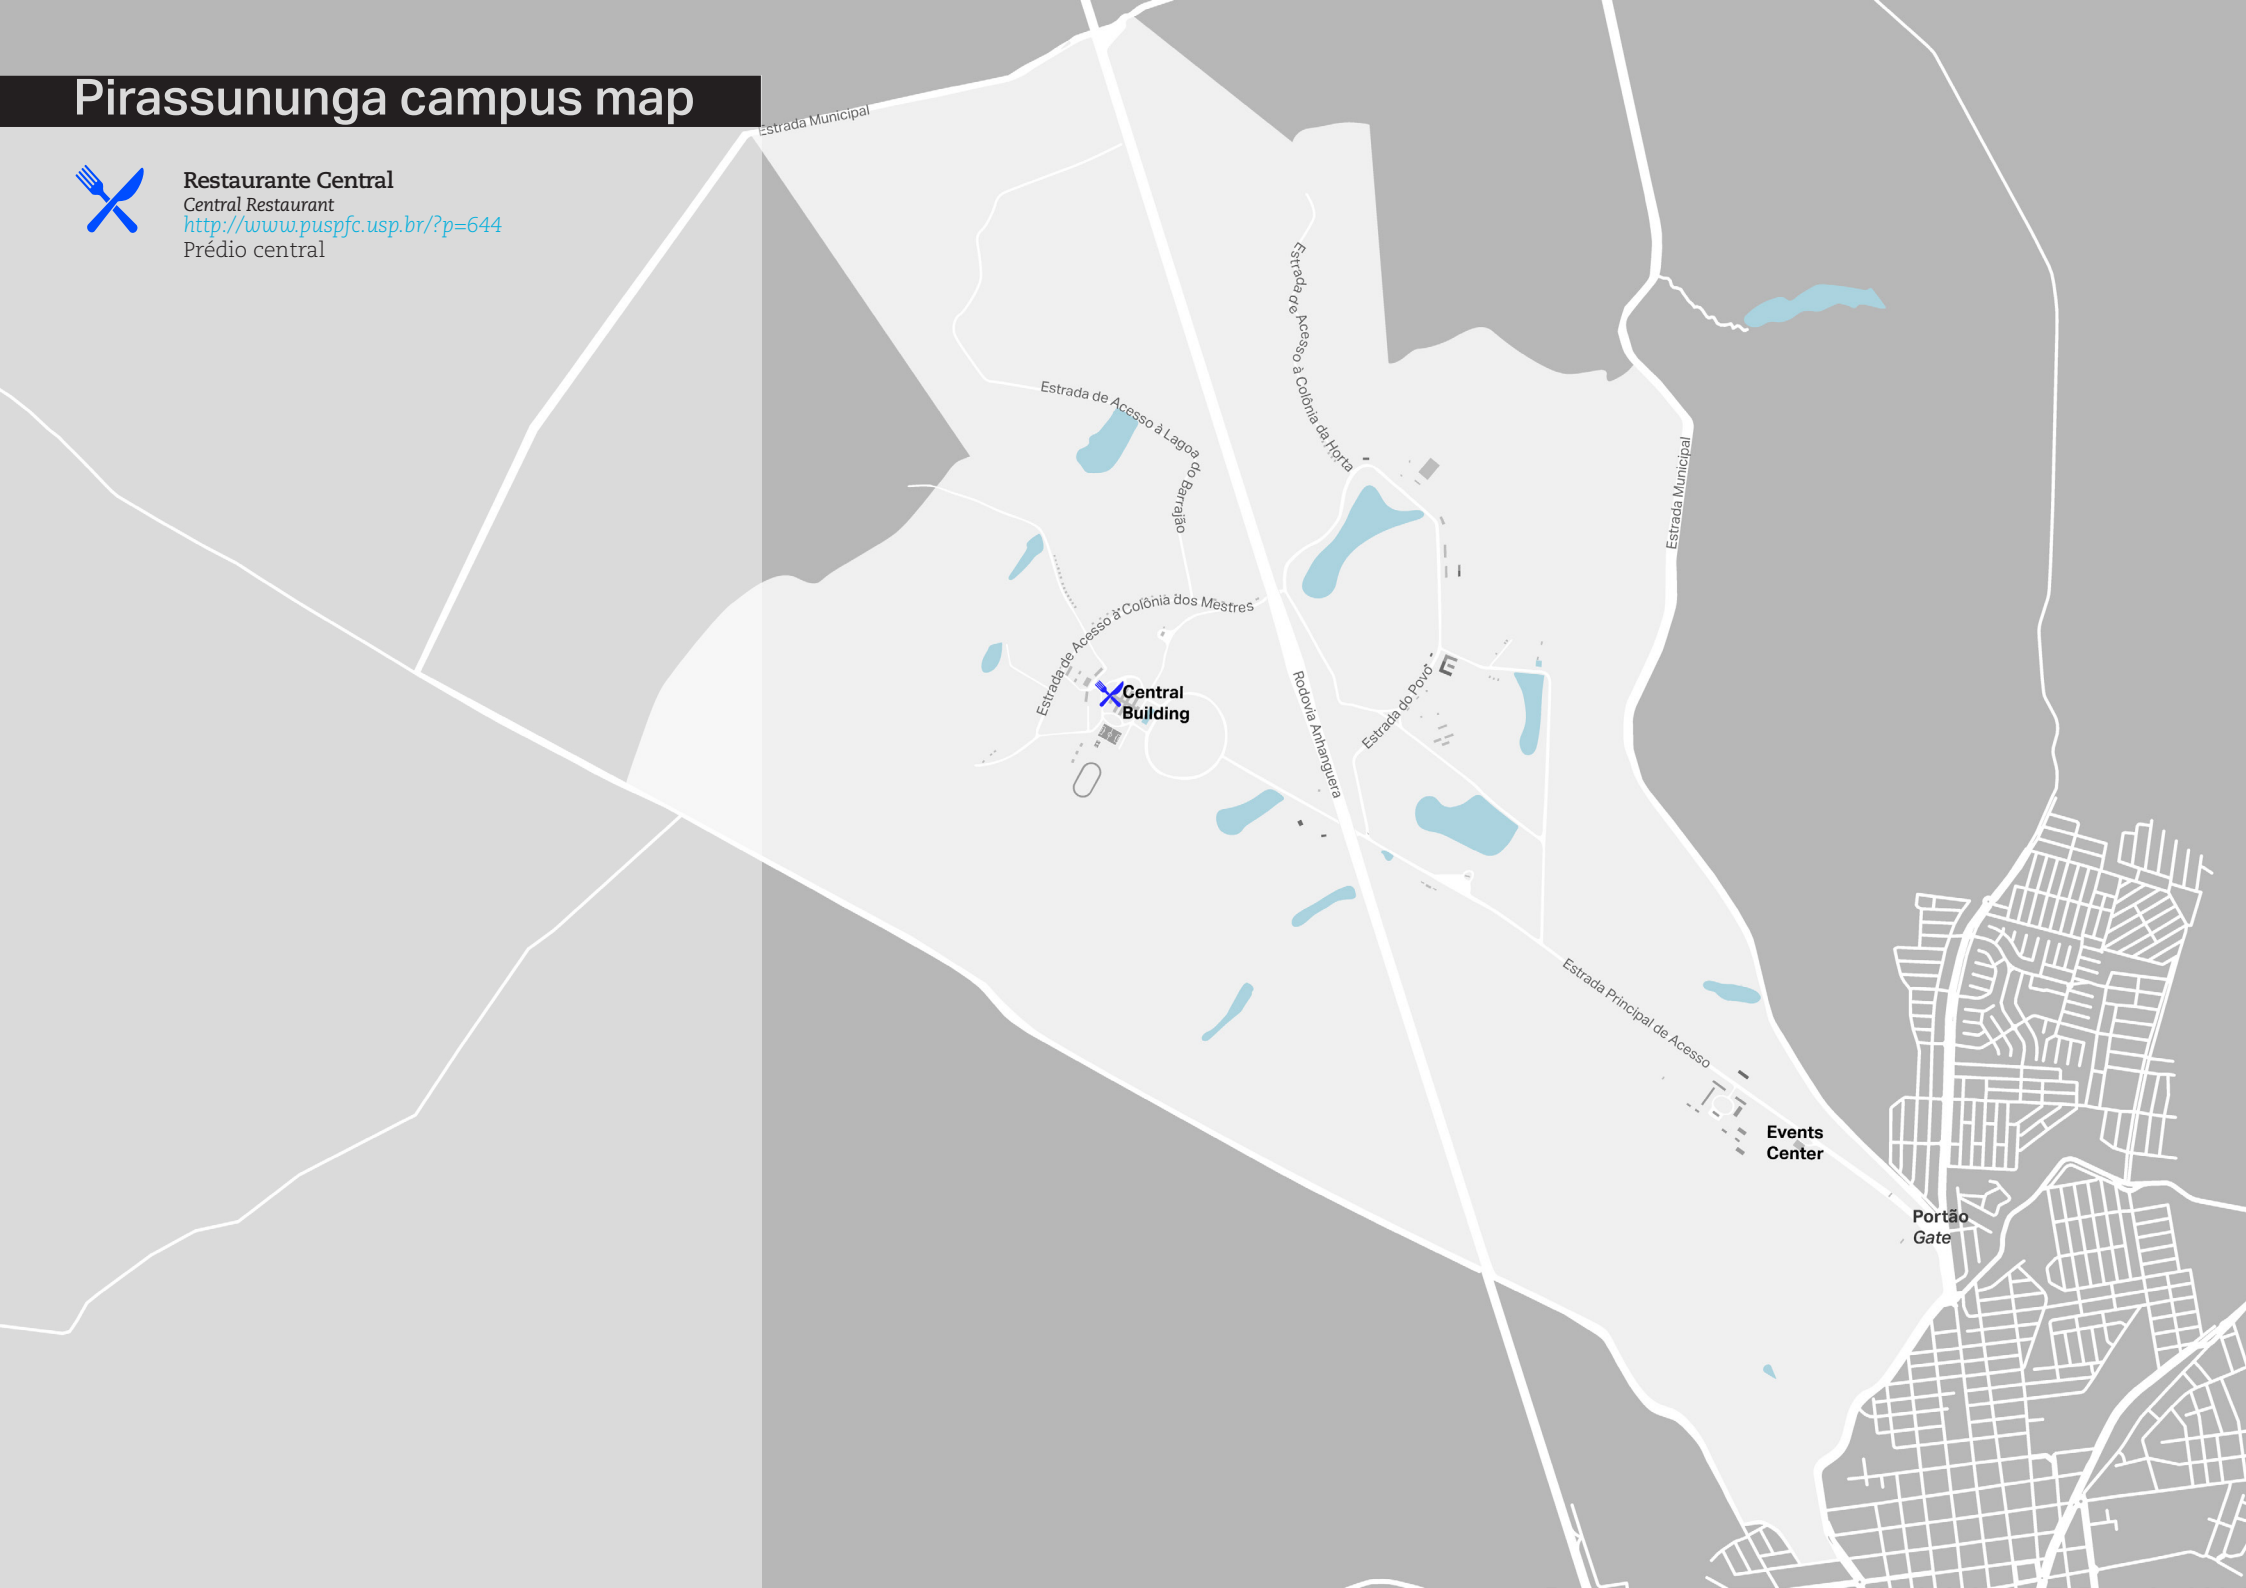 Pirassununga campus map
Restaurante Central
Central Restaurant
http://www.puspfc.usp.br/?p=644
Prédio central
Estrada Municipal
Estrada de Acesso à Colônia da Horta
Estrada de Acesso à Lagoa do Barrajão
Estrada Municipal
Estrada de Acesso à Colônia dos Mestres
Central
Building
Rodovia Anhanguera
Estrada do Povo
Estrada Principal de Acesso
Events
Center
Portão
Gate